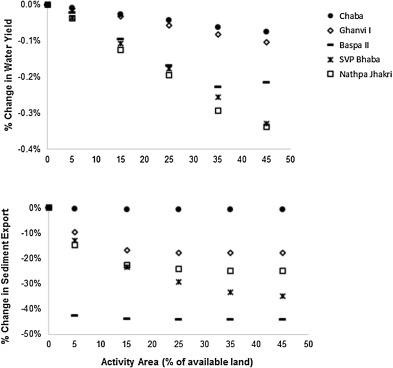 0.0%
-0.1%
-0.2%
-0.3%
-0.4%
% Change in Water Yield
0 5 10 15 20 25 30 35 40 45 50
Chaba
Ghanvi I
Baspa II
SVP Bhaba
Nathpa Jhakri
0%
-10%
-20%
-30%
-40%
-50%
% Change in Sediment Export
0 5 10 15 20 25 30 35 40 45 50
Activity Area (% of available land)